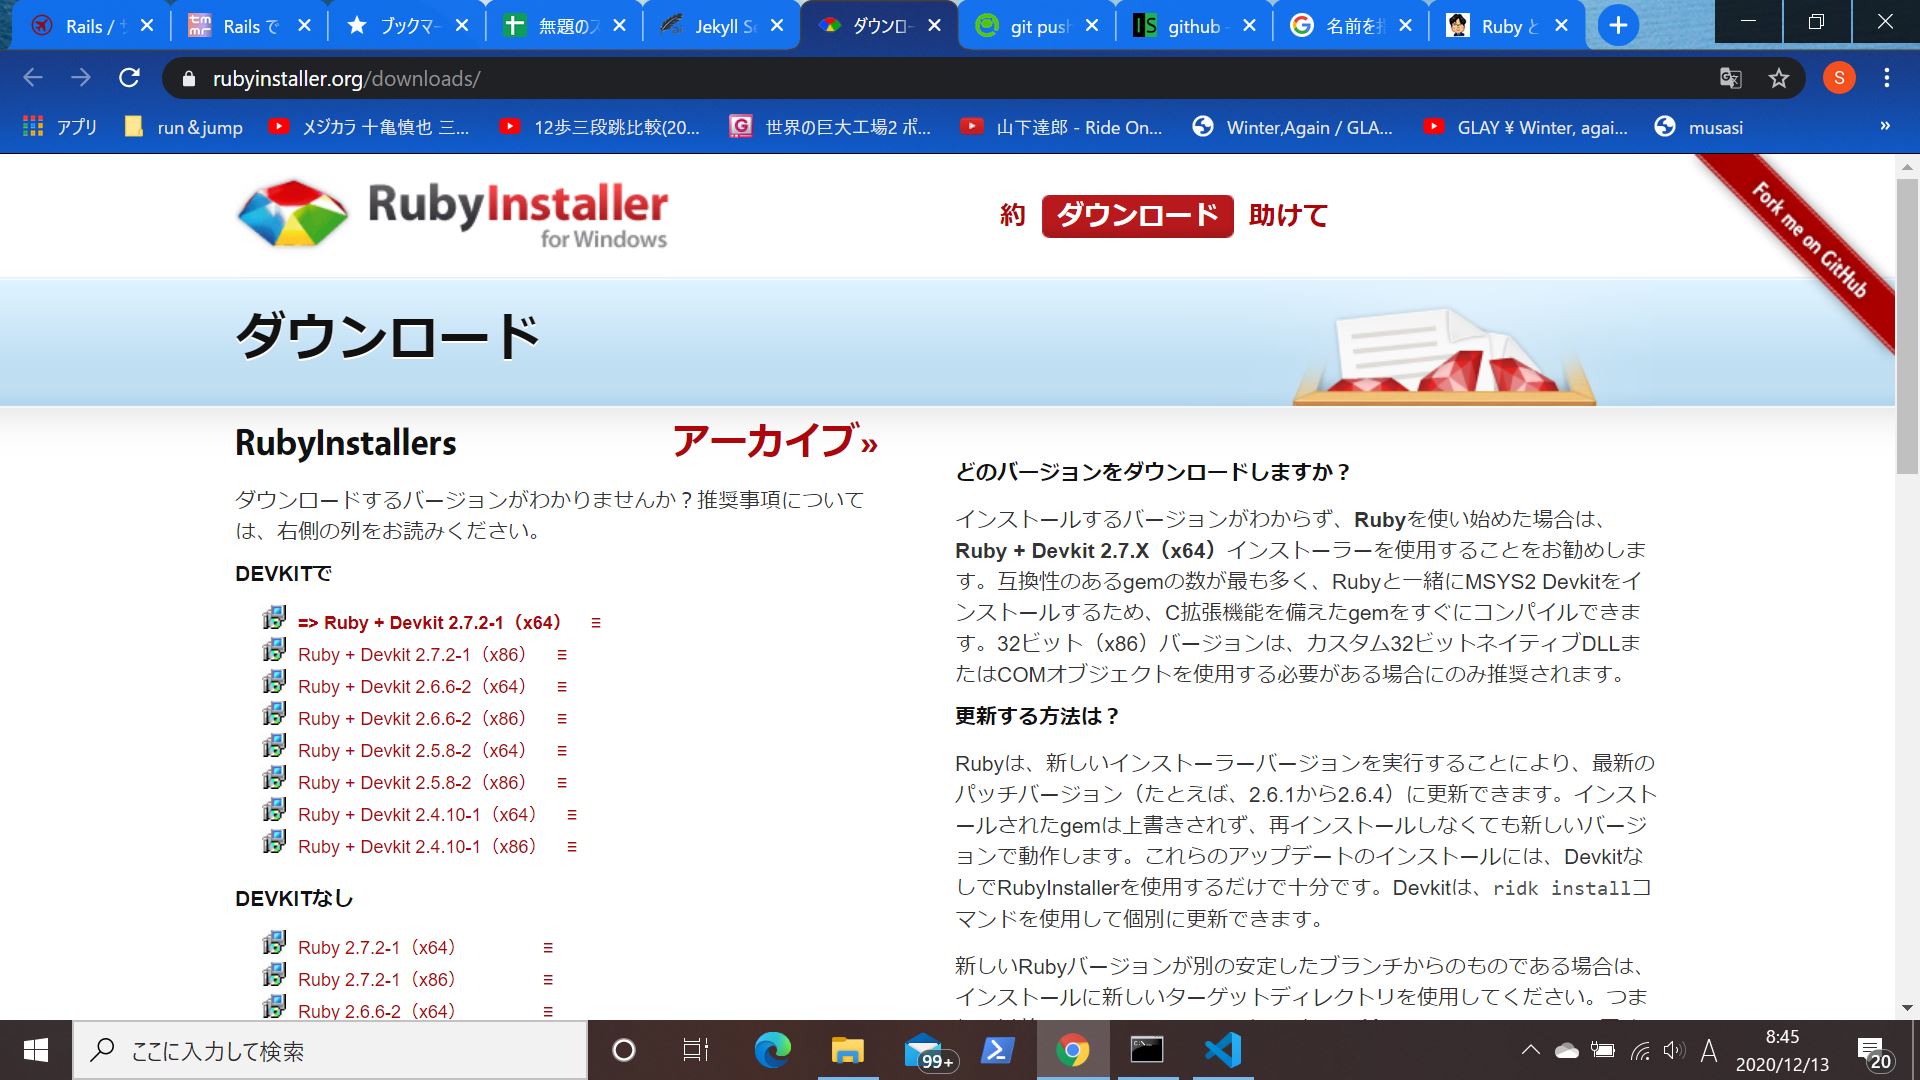 Rails / サ
Rails で
ブックマー
無題のス
Jekyll Se
ダウンロー
git push
github -
名前を指
Ruby と
rubyinstaller.org/downloads/
S
アプリ
run＆jump
メジカラ 十亀慎也 三...
12歩三段跳比較(20...
世界の巨大工場2 ポ...
山下達郎 - Ride On...
Winter,Again / GLA...
GLAY ¥ Winter, agai...
musasi
»
RubyInstaller
for Windows
約
ダウンロード
助けて
Fork me on GitHub
ダウンロード
RubyInstallers
アーカイブ»
ダウンロードするバージョンがわかりませんか？推奨事項について
は、右側の列をお読みください。
DEVKITで
=> Ruby + Devkit 2.7.2-1（x64）
Ruby + Devkit 2.7.2-1（x86）
Ruby + Devkit 2.6.6-2（x64）
Ruby + Devkit 2.6.6-2（x86）
Ruby + Devkit 2.5.8-2（x64）
Ruby + Devkit 2.5.8-2（x86）
Ruby + Devkit 2.4.10-1（x64）
Ruby + Devkit 2.4.10-1（x86）
DEVKITなし
Ruby 2.7.2-1（x64）
Ruby 2.7.2-1（x86）
Ruby 2.6.6-2（x64）
どのバージョンをダウンロードしますか？
インストールするバージョンがわからず、Rubyを使い始めた場合は、
Ruby + Devkit 2.7.X（x64）インストーラーを使用することをお勧めしま
す。互換性のあるgemの数が最も多く、Rubyと一緒にMSYS2 Devkitをイ
ンストールするため、C拡張機能を備えたgemをすぐにコンパイルできま
す。32ビット（x86）バージョンは、カスタム32ビットネイティブDLLま
たはCOMオブジェクトを使用する必要がある場合にのみ推奨されます。
更新する方法は？
Rubyは、新しいインストーラーバージョンを実行することにより、最新の
パッチバージョン（たとえば、2.6.1から2.6.4）に更新できます。インスト
ールされたgemは上書きされず、再インストールしなくても新しいバージ
ョンで動作します。これらのアップデートのインストールには、Devkitな
しでRubyInstallerを使用するだけで十分です。Devkitは、ridk installコ
マンドを使用して個別に更新できます。
新しいRubyバージョンが別の安定したブランチからのものである場合は、
インストールに新しいターゲットディレクトリを使用してください。つま
ここに入力して検索
99+
A
8:45
2020/12/13
20